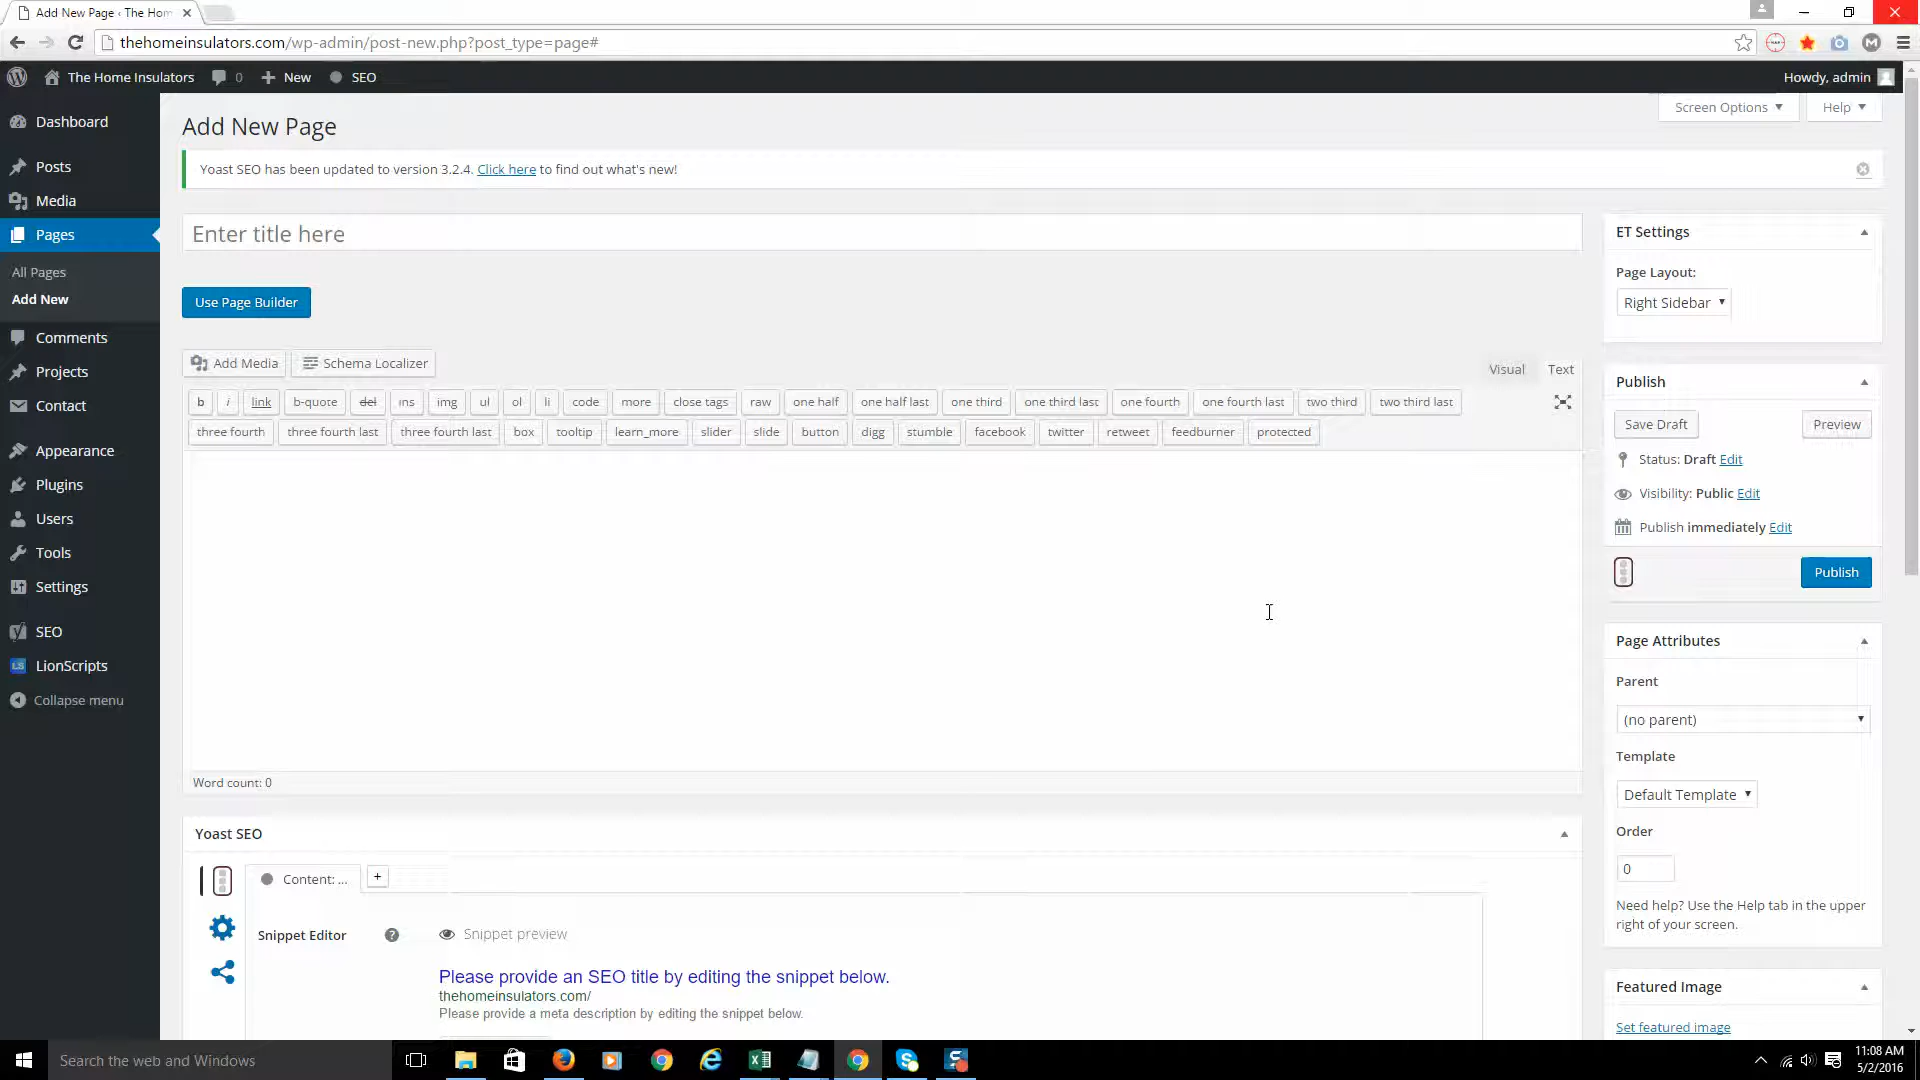 Add New Page ‹ The Hom
thehomeinsulators.com/wp-admin/post-new.php?post_type=page#
The Home Insulators 0 New SEO Howdy, admin
Screen Options Help
Dashboard
Posts
Media
Pages
All Pages
Add New
Comments
Projects
Contact
Appearance
Plugins
Users
Tools
Settings
SEO
LS LionScripts
Collapse menu
Add New Page
Yoast SEO has been updated to version 3.2.4. Click here to find out what's new!
Enter title here
Use Page Builder
Add Media Schema Localizer
Visual Text
b i link b-quote del ins img ul ol li code more close tags raw one half one half last one third one third last one fourth one fourth last two third two third last
three fourth three fourth last three fourth last box tooltip learn_more slider slide button digg stumble facebook twitter retweet feedburner protected
Word count: 0
Yoast SEO
Content: ... +
Snippet Editor ? Snippet preview
Please provide an SEO title by editing the snippet below.
thehomeinsulators.com/
Please provide a meta description by editing the snippet below.
ET Settings
Page Layout:
Right Sidebar
Publish
Save Draft Preview
Status: Draft Edit
Visibility: Public Edit
Publish immediately Edit
Publish
Page Attributes
Parent
(no parent)
Template
Default Template
Order
0
Need help? Use the Help tab in the upper
right of your screen.
Featured Image
Set featured image
Search the web and Windows
11:08 AM
5/2/2016